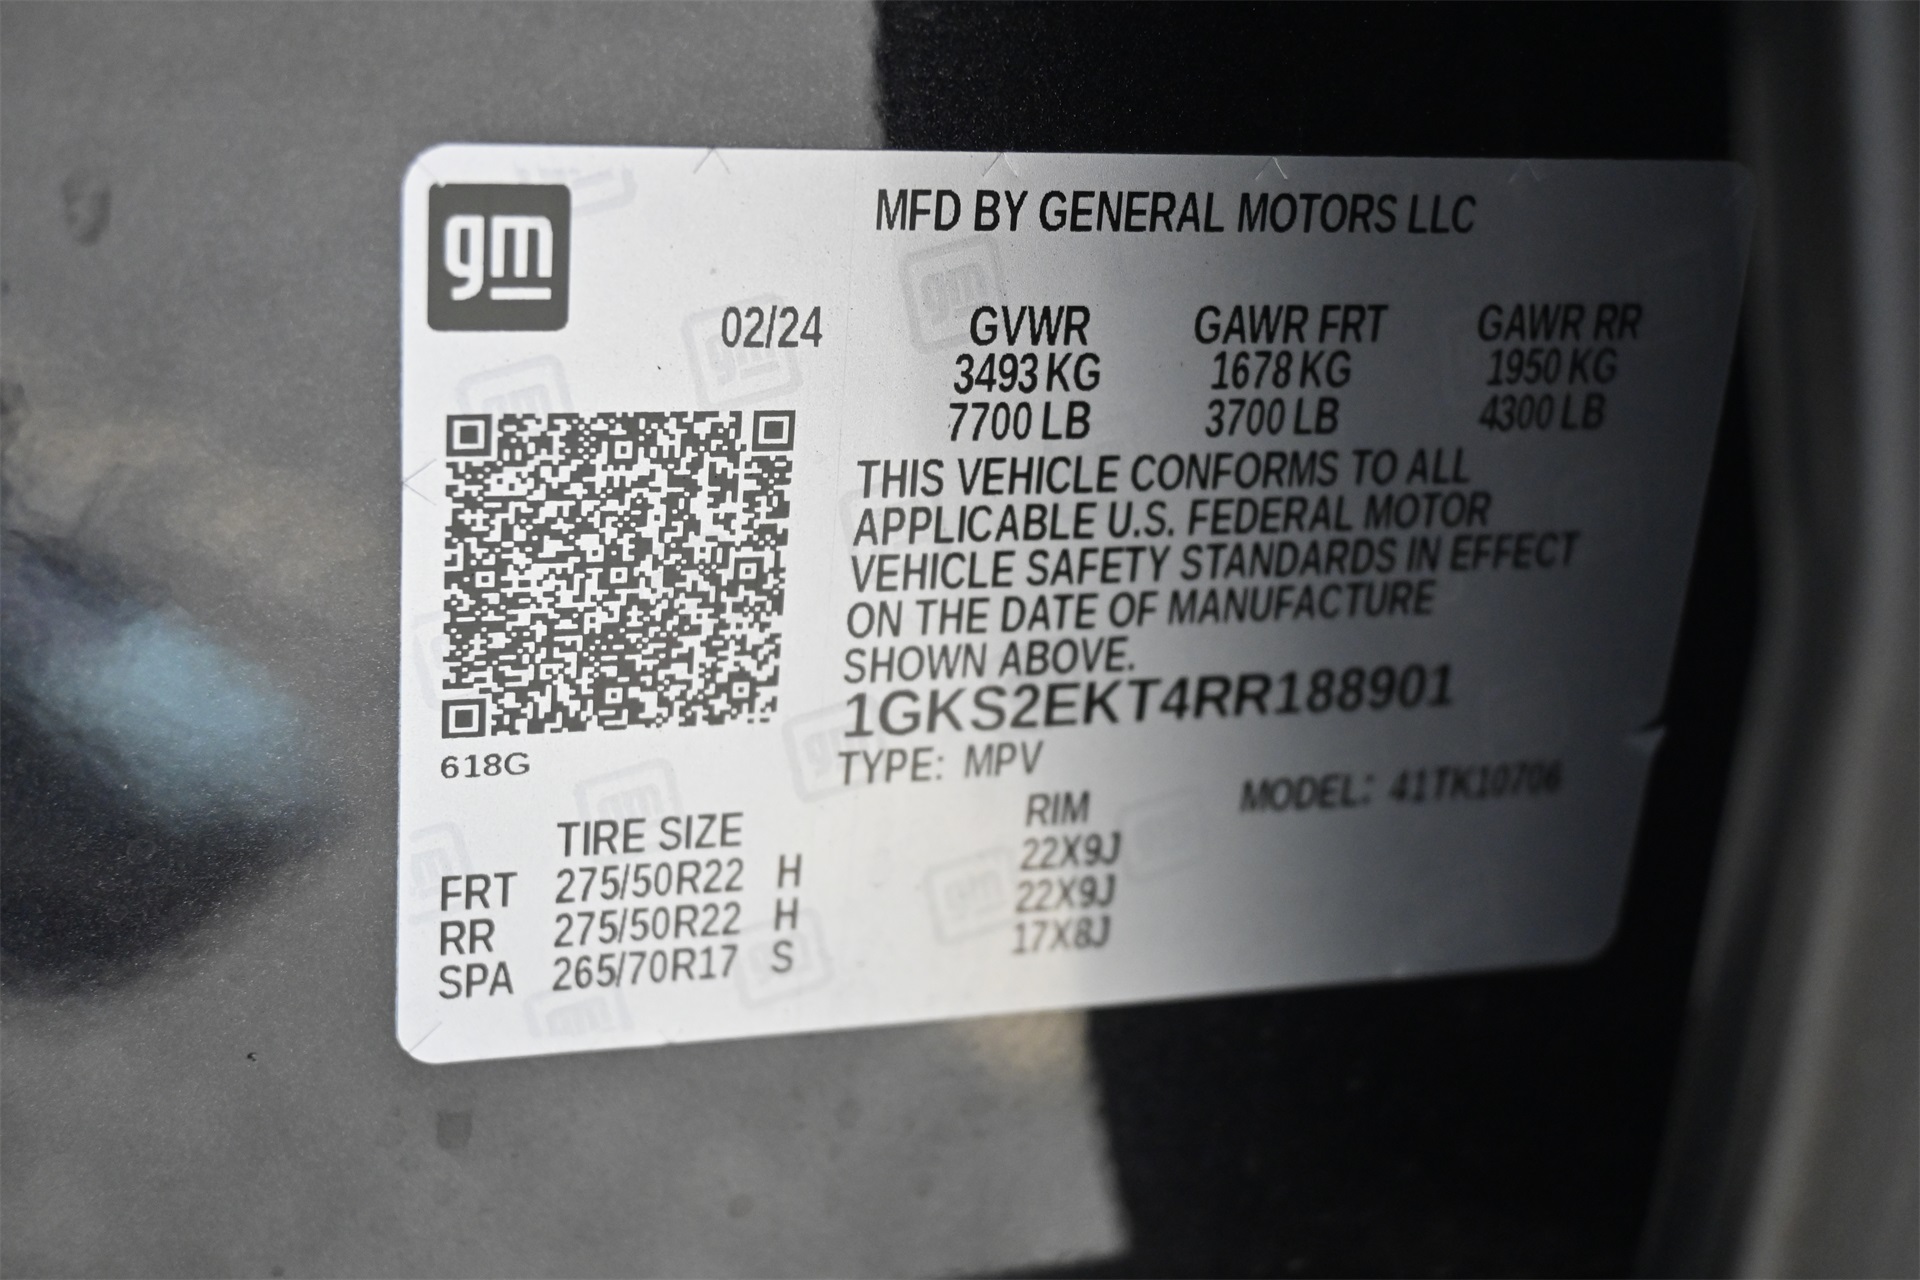 gm
MFD BY GENERAL MOTORS LLC
02/24 GVWR GAWR FRT GAWR RR
3493 KG 1678 KG 1950 KG
7700 LB 3700 LB 4300 LB
THIS VEHICLE CONFORMS TO ALL
APPLICABLE U.S. FEDERAL MOTOR
VEHICLE SAFETY STANDARDS IN EFFECT
ON THE DATE OF MANUFACTURE
SHOWN ABOVE.
1GKS2EKT4RR188901
618G
TYPE: MPV
MODEL: 41TK10706
TIRE SIZE RIM
FRT 275/50R22 H 22X9J
RR 275/50R22 H 22X9J
SPA 265/70R17 S 17X8J